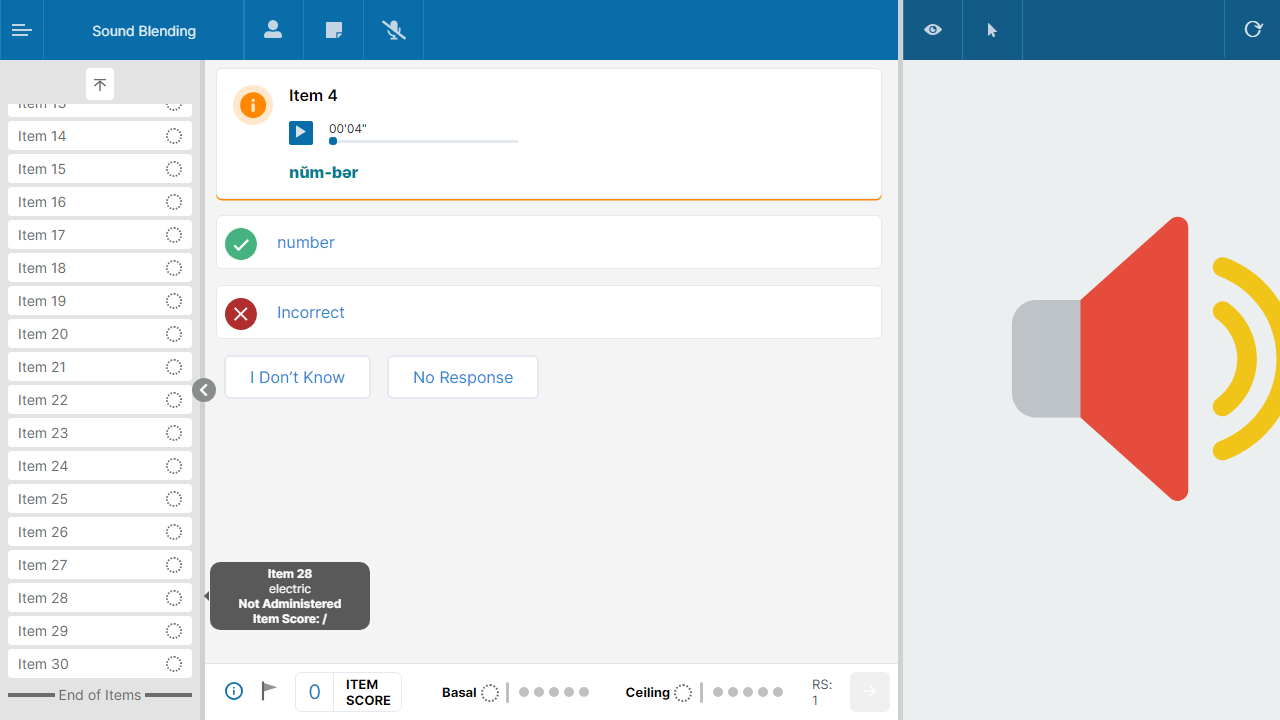 Sound Blending
Item 13
Item 14
Item 15
Item 16
Item 17
Item 18
Item 19
Item 20
Item 21
Item 22
Item 23
Item 24
Item 25
Item 26
Item 27
Item 28
Item 29
Item 30
End of Items
Item 4
00'04"
nŭm-bər
number
Incorrect
I Don’t Know
No Response
Item 28
electric
Not Administered
Item Score: /
0
ITEM
SCORE
Basal
Ceiling
RS:
1